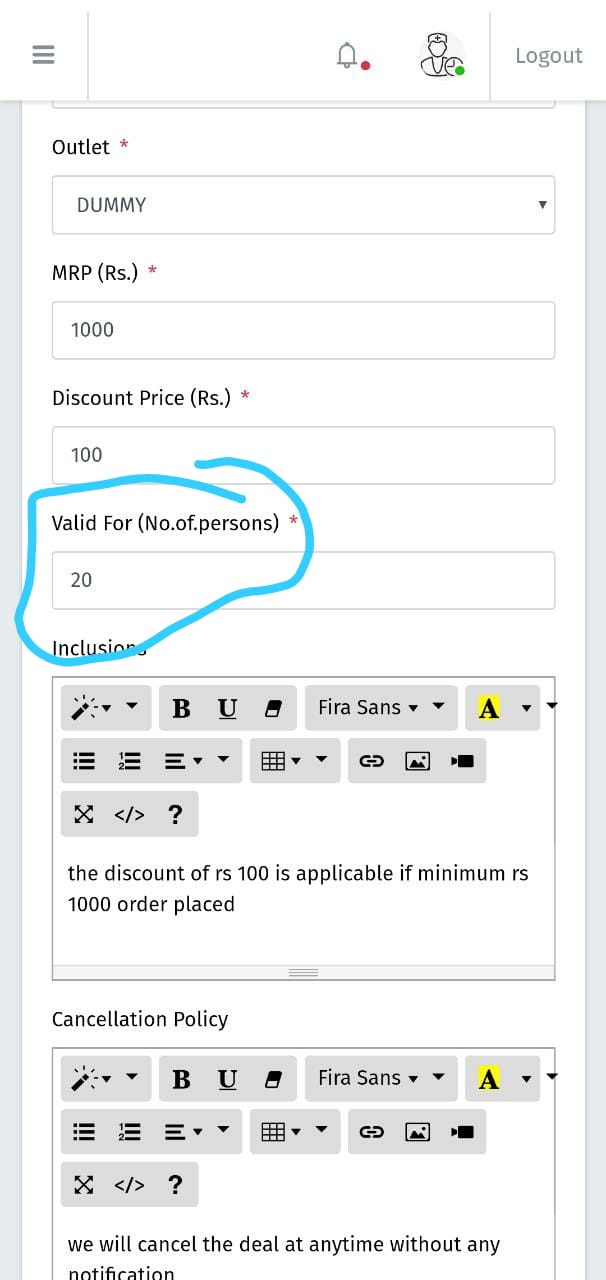 Logout
Outlet *
DUMMY
MRP (Rs.) *
1000
Discount Price (Rs.) *
100
Valid For (No.of.persons) *
20
Inclusions
B U Fira Sans A
</> ?
the discount of rs 100 is applicable if minimum rs
1000 order placed
Cancellation Policy
B U Fira Sans A
</> ?
we will cancel the deal at anytime without any
notification